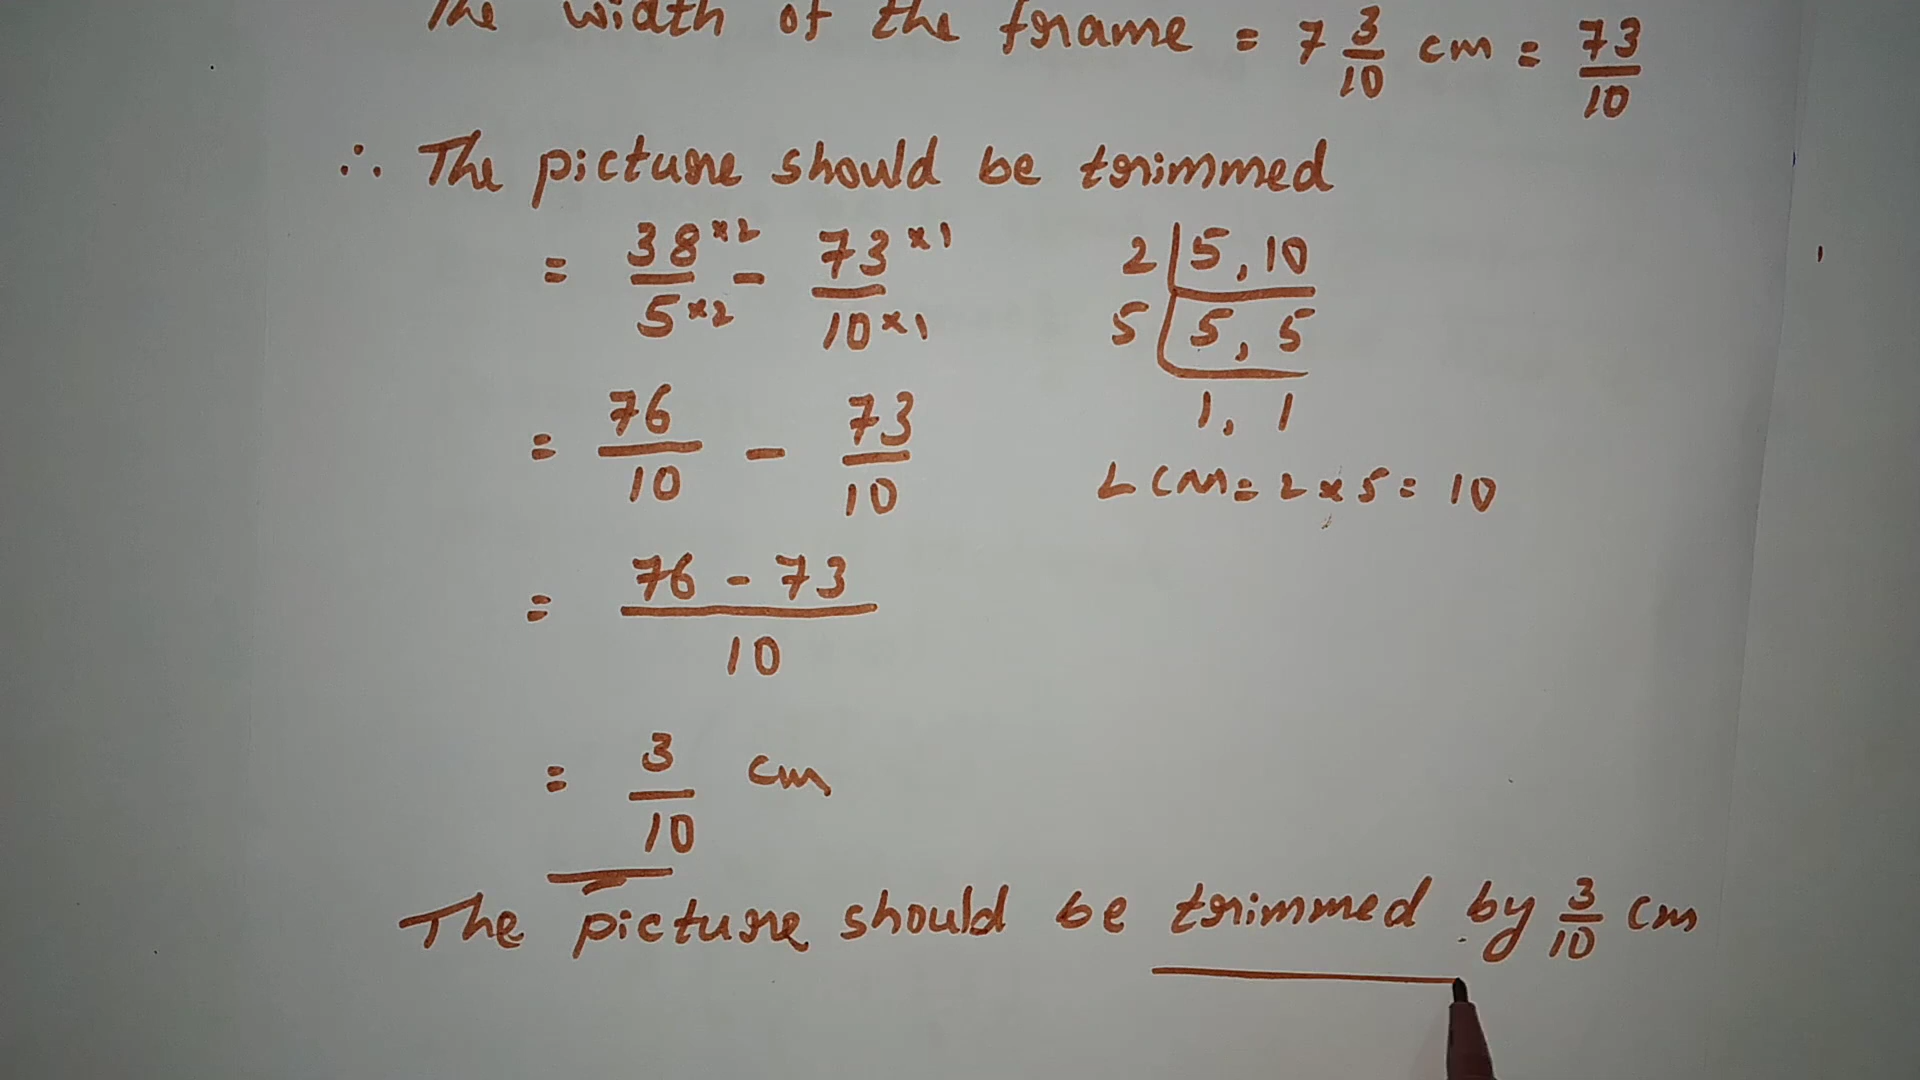 The width of the frame = 7 3/10 cm = 73/10
∴ The picture should be trimmed
= 38×2/5×2 - 73×1/10×1
2 | 5, 10
5 | 5, 5
1, 1
= 76/10 - 73/10
LCM = 2 × 5 = 10
= 76 - 73/10
= 3/10 cm
The picture should be trimmed by 3/10 cm